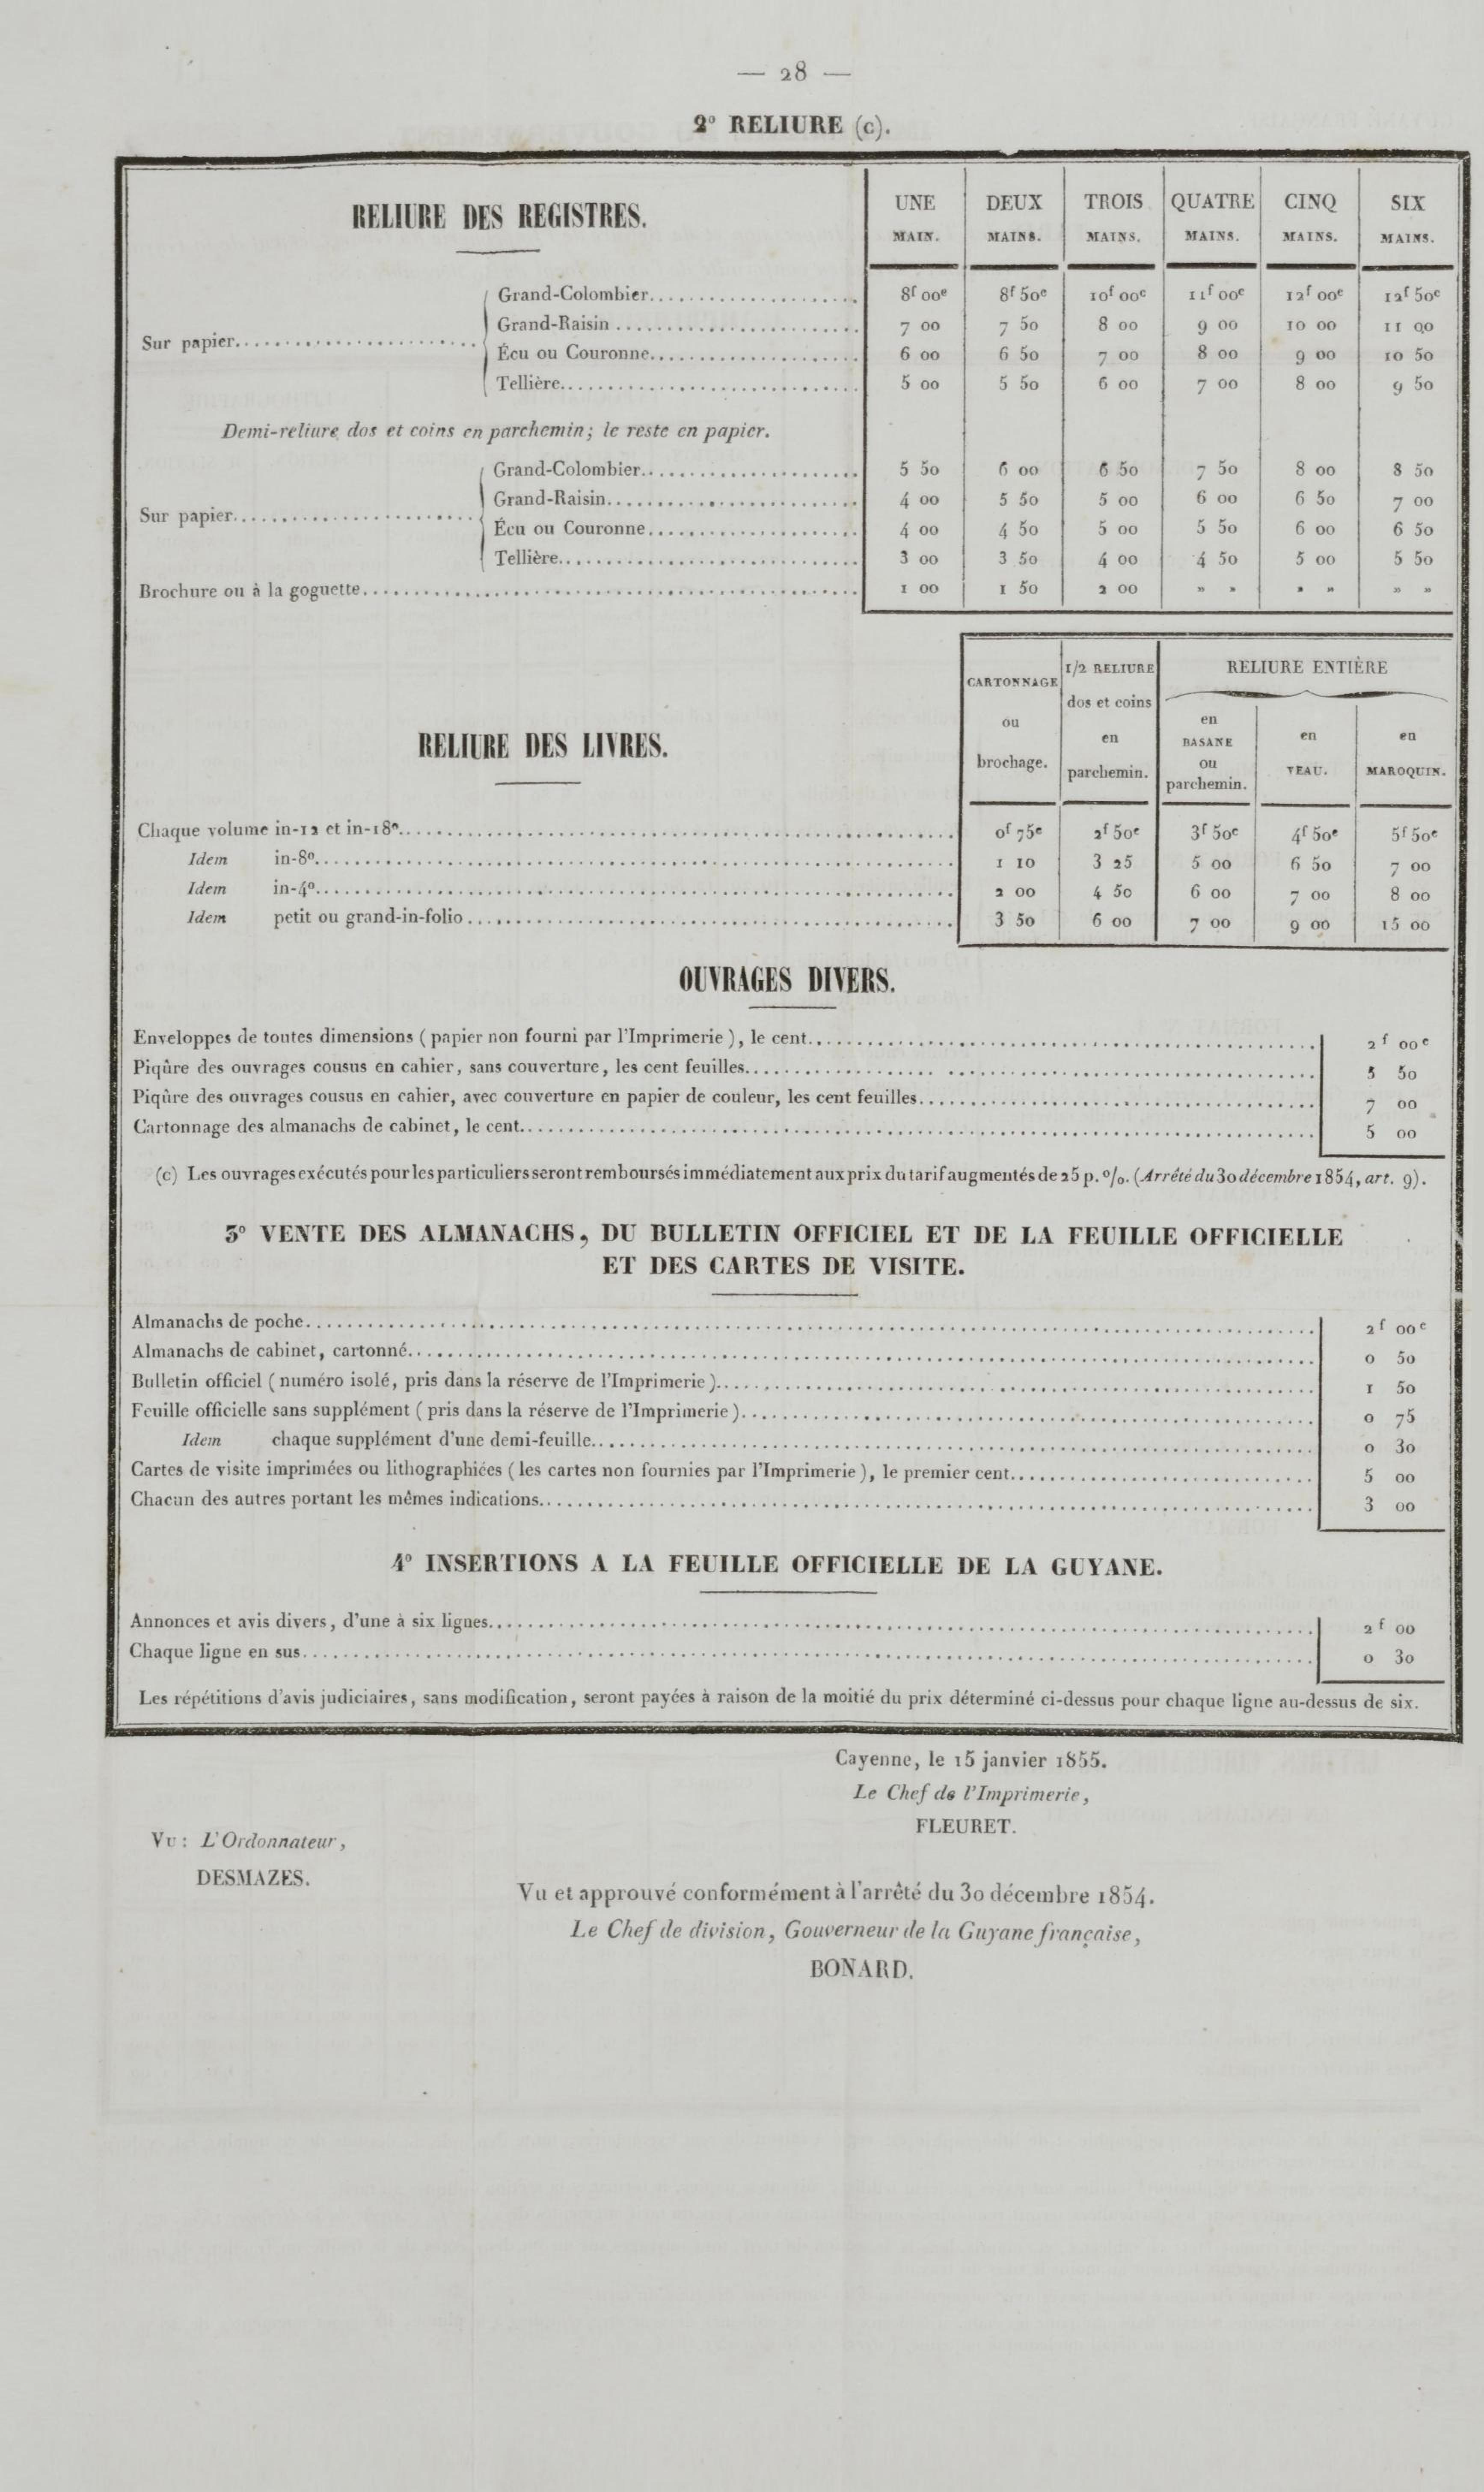 — 28 —
2° RELIURE (c).
RELIURE DES REGISTRES.
UNE MAIN. DEUX MAINS. TROIS MAINS. QUATRE MAINS. CINQ MAINS. SIX MAINS.
Sur papier
Grand-Colombier 8f 00c 8f 50c 10f 00c 11f 00c 12f 00c 12f 50c
Grand-Raisin 7 00 7 50 8 00 9 00 10 00 11 00
Écu ou Couronne 6 00 6 50 7 00 8 00 9 00 10 50
Tellière 5 00 5 50 6 00 7 00 8 00 9 50
Demi-reliure dos et coins en parchemin; le reste en papier.
Sur papier
Grand-Colombier 5 50 6 00 6 50 7 50 8 00 8 50
Grand-Raisin 4 00 5 50 5 00 6 00 6 50 7 00
Écu ou Couronne 4 00 4 50 5 00 5 50 6 00 6 50
Tellière 3 00 3 50 4 00 4 50 5 00 5 50
Brochure ou à la goguette 1 00 1 50 2 00 » » » » » »
RELIURE DES LIVRES.
CARTONNAGE ou brochage.
1/2 RELIURE dos et coins en parchemin.
RELIURE ENTIÈRE
en BASANE ou parchemin.
en VEAU.
en MAROQUIN.
Chaque volume in-12 et in-18° 0f 75c 2f 50c 3f 50c 4f 50c 5f 50c
Idem in-8° 1 10 3 25 5 00 6 50 7 00
Idem in-4° 2 00 4 50 6 00 7 00 8 00
Idem petit ou grand-in-folio 3 50 6 00 7 00 9 00 15 00
OUVRAGES DIVERS.
Enveloppes de toutes dimensions (papier non fourni par l'Imprimerie), le cent 2f 00c
Piqûre des ouvrages cousus en cahier, sans couverture, les cent feuilles 5 50
Piqûre des ouvrages cousus en cahier, avec couverture en papier de couleur, les cent feuilles 7 00
Cartonnage des almanachs de cabinet, le cent 5 00
(c) Les ouvrages exécutés pour les particuliers seront remboursés immédiatement aux prix du tarif augmentés de 25 p. %. (Arrêté du 30 décembre 1854, art. 9).
3° VENTE DES ALMANACHS, DU BULLETIN OFFICIEL ET DE LA FEUILLE OFFICIELLE
ET DES CARTES DE VISITE.
Almanachs de poche 2f 00c
Almanachs de cabinet, cartonné 0 50
Bulletin officiel (numéro isolé, pris dans la réserve de l'Imprimerie) 1 50
Feuille officielle sans supplément (pris dans la réserve de l'Imprimerie) 0 75
Idem chaque supplément d'une demi-feuille 0 30
Cartes de visite imprimées ou lithographiées (les cartes non fournies par l'Imprimerie), le premier cent 5 00
Chacun des autres portant les mêmes indications 3 00
4° INSERTIONS A LA FEUILLE OFFICIELLE DE LA GUYANE.
Annonces et avis divers, d'une à six lignes 2f 00
Chaque ligne en sus 0 30
Les répétitions d'avis judiciaires, sans modification, seront payées à raison de la moitié du prix déterminé ci-dessus pour chaque ligne au-dessus de six.
Cayenne, le 15 janvier 1855.
Le Chef de l'Imprimerie,
FLEURET.
Vu : L'Ordonnateur,
DESMAZES.
Vu et approuvé conformément à l'arrêté du 30 décembre 1854.
Le Chef de division, Gouverneur de la Guyane française,
BONARD.